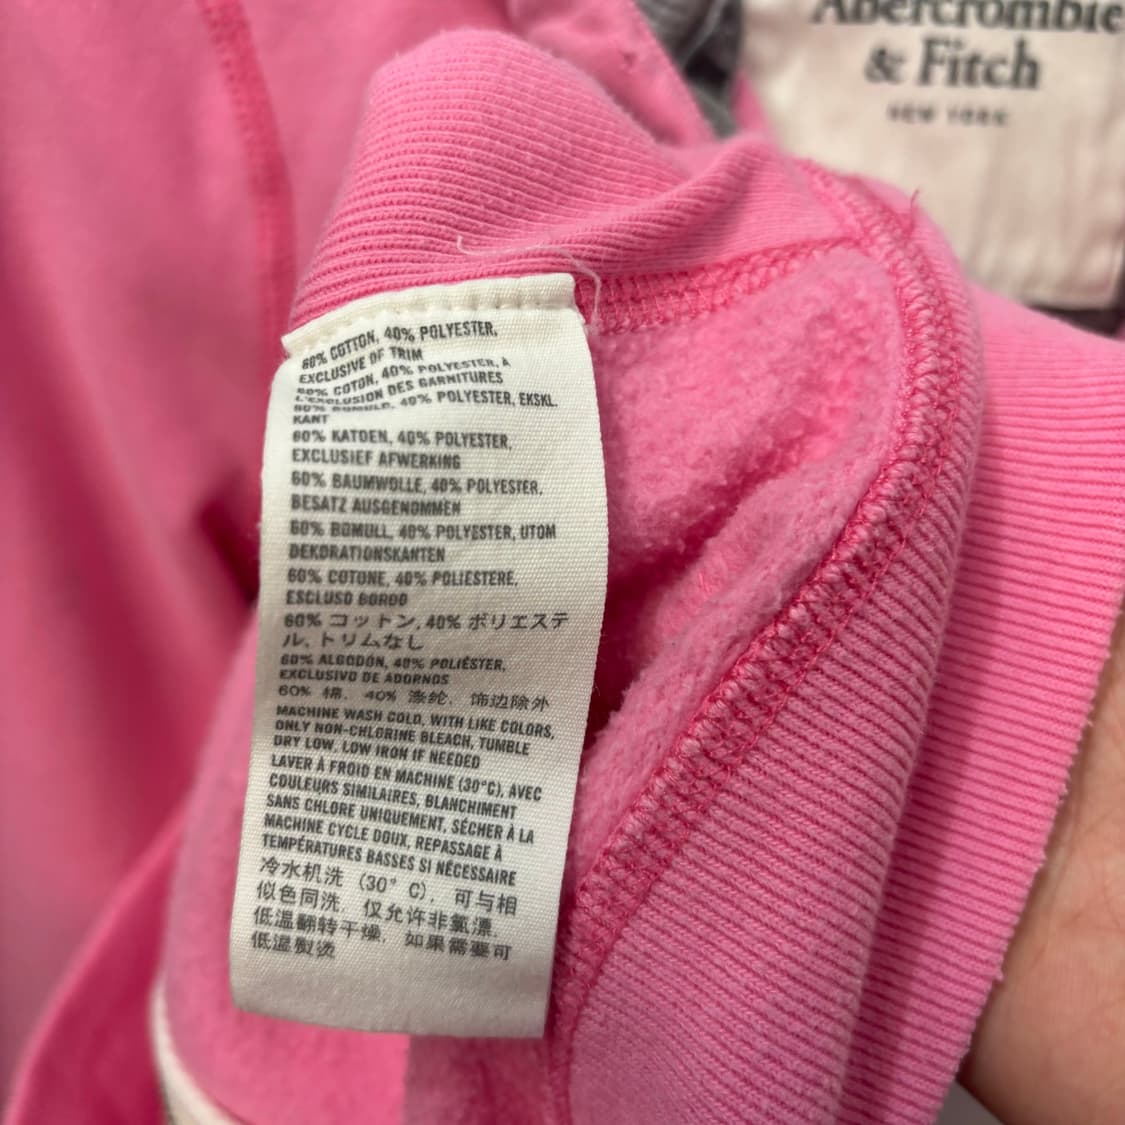 Abercrombie
& Fitch
NEW YORK
60% COTTON, 40% POLYESTER,
EXCLUSIVE OF TRIM
60% COTON, 40% POLYESTER, À
L'EXCLUSION DES GARNITURES
60% BOMULD, 40% POLYESTER, EKSKL.
KANT
60% KATOEN, 40% POLYESTER,
EXCLUSIEF AFWERKING
60% BAUMWOLLE, 40% POLYESTER,
BESATZ AUSGENOMMEN
60% BOMULL, 40% POLYESTER, UTOM
DEKORATIONSKANTEN
60% COTONE, 40% POLIESTERE,
ESCLUSO BORDO
60% コットン, 40% ポリエステ
ル、トリムなし
60% ALGODÓN, 40% POLIÉSTER,
EXCLUSIVO DE ADORNOS
60% 棉, 40% 涤纶, 饰边除外
MACHINE WASH COLD, WITH LIKE COLORS,
ONLY NON-CHLORINE BLEACH, TUMBLE
DRY LOW, LOW IRON IF NEEDED
LAVER À FROID EN MACHINE (30°C), AVEC
COULEURS SIMILAIRES, BLANCHIMENT
SANS CHLORE UNIQUEMENT, SÉCHER À LA
MACHINE CYCLE DOUX, REPASSAGE À
TEMPÉRATURES BASSES SI NÉCESSAIRE
冷水机洗 (30° C), 可与相
似色同洗, 仅允许非氯漂,
低温翻转干燥, 如果需要可
低温熨烫